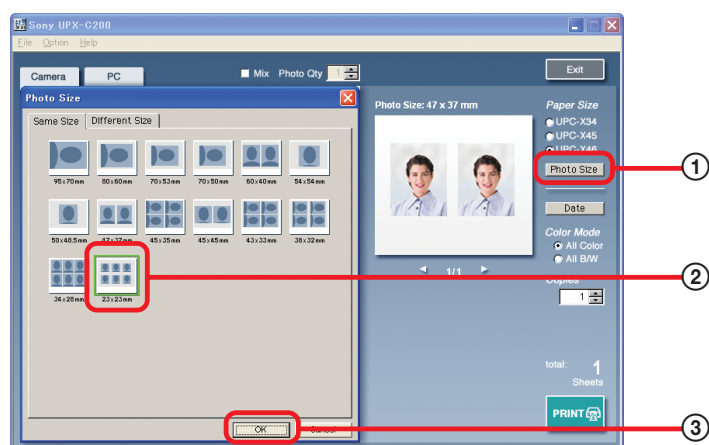 Sony UPX-C200
File Option Help
Camera
PC
Mix Photo Qty 1
Exit
Photo Size
Same Size Different Size
95x70mm 80x60mm 70x53mm 70x50mm 60x40mm 54x54mm
50x48.5mm 47x37mm 45x35mm 45x45mm 43x33mm 38x32mm
34x28mm 23x23mm
OK Cancel
Photo Size: 47 x 37 mm
1/1
Paper Size
UPC-X34
UPC-X45
UPC-X46
Photo Size
Date
Color Mode
All Color
All B/W
Copies
1
total: 1
Sheets
PRINT
1
2
3